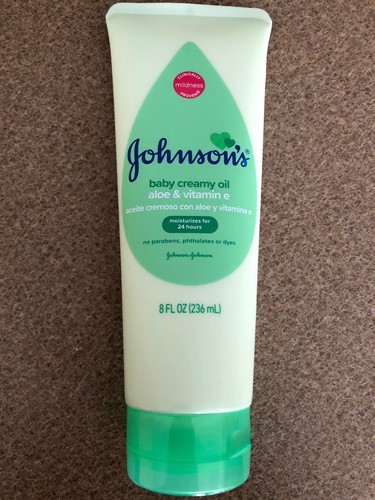 CLINICALLY
mildness
PROVEN
Johnson's®
baby creamy oil
aloe & vitamin e
aceite cremoso con aloe y vitamina e
moisturizes for
24 hours
no parabens, phthalates or dyes
Johnson & Johnson
8 FL OZ (236 mL)